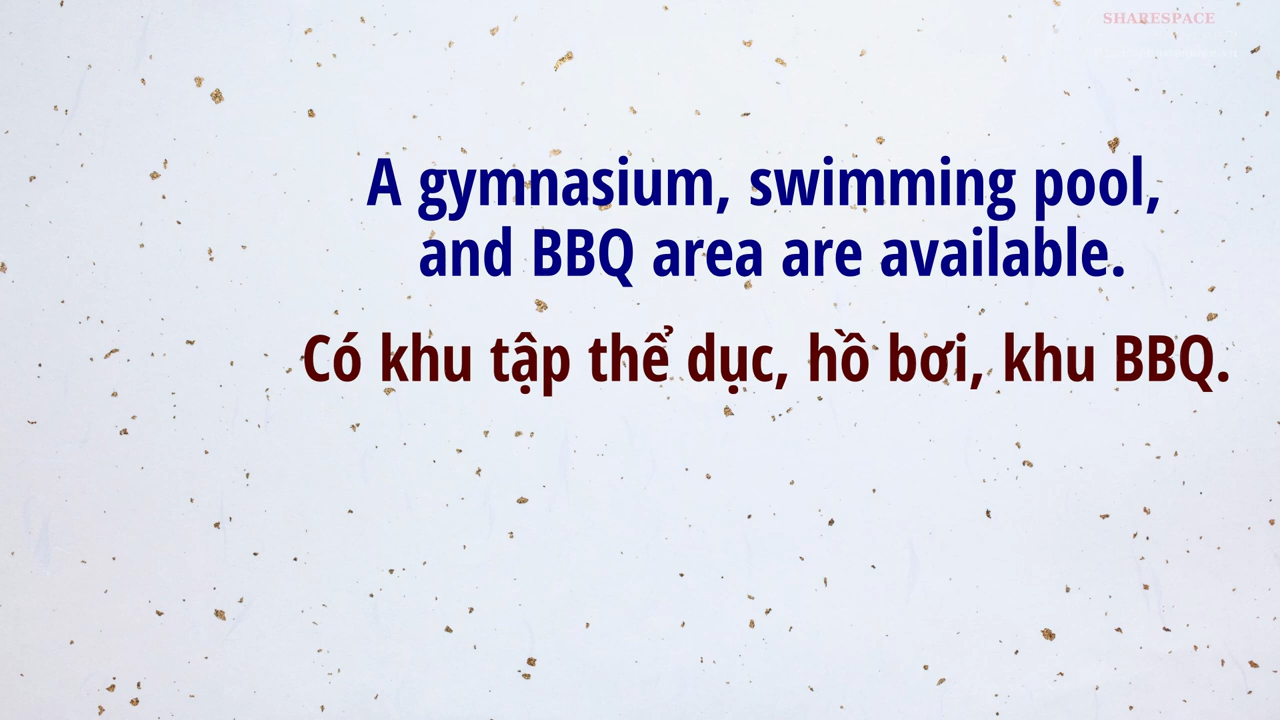 SHARESPACE
A gymnasium, swimming pool,
and BBQ area are available.
Có khu tập thể dục, hồ bơi, khu BBQ.